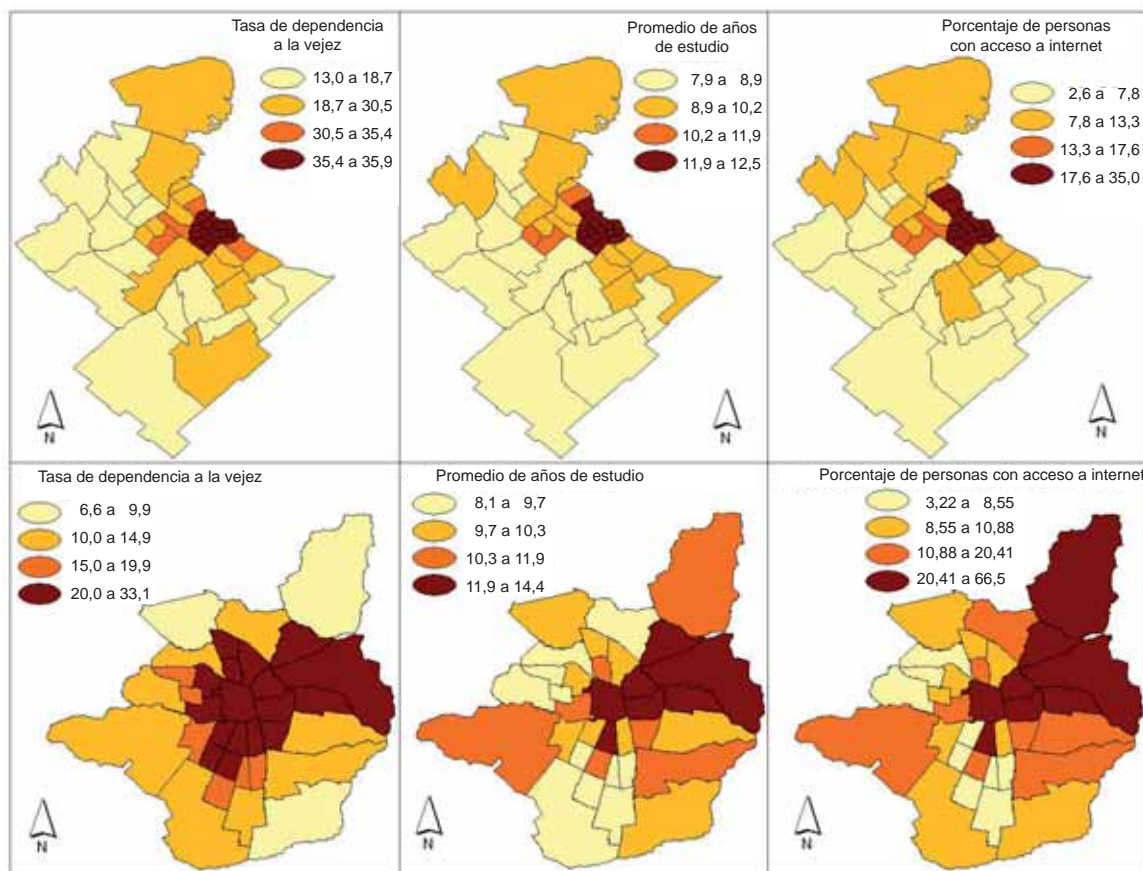 Tasa de dependencia
a la vejez
13,0 a 18,7
18,7 a 30,5
30,5 a 35,4
35,4 a 35,9
N
Promedio de años
de estudio
7,9 a 8,9
8,9 a 10,2
10,2 a 11,9
11,9 a 12,5
N
Porcentaje de personas
con acceso a internet
2,6 a 7,8
7,8 a 13,3
13,3 a 17,6
17,6 a 35,0
N
Tasa de dependencia a la vejez
6,6 a 9,9
10,0 a 14,9
15,0 a 19,9
20,0 a 33,1
N
Promedio de años de estudio
8,1 a 9,7
9,7 a 10,3
10,3 a 11,9
11,9 a 14,4
N
Porcentaje de personas con acceso a internet
3,22 a 8,55
8,55 a 10,88
10,88 a 20,41
20,41 a 66,5
N